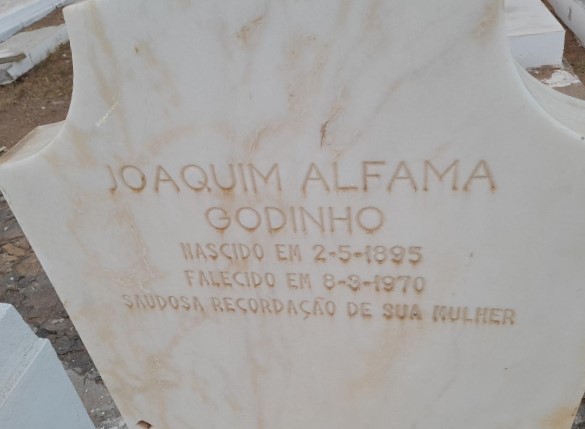 JOAQUIM ALFAMA
GODINHO
NASCIDO EM 2-5-1895
FALECIDO EM 8-3-1970
SAUDOSA RECORDAÇÃO DE SUA MULHER